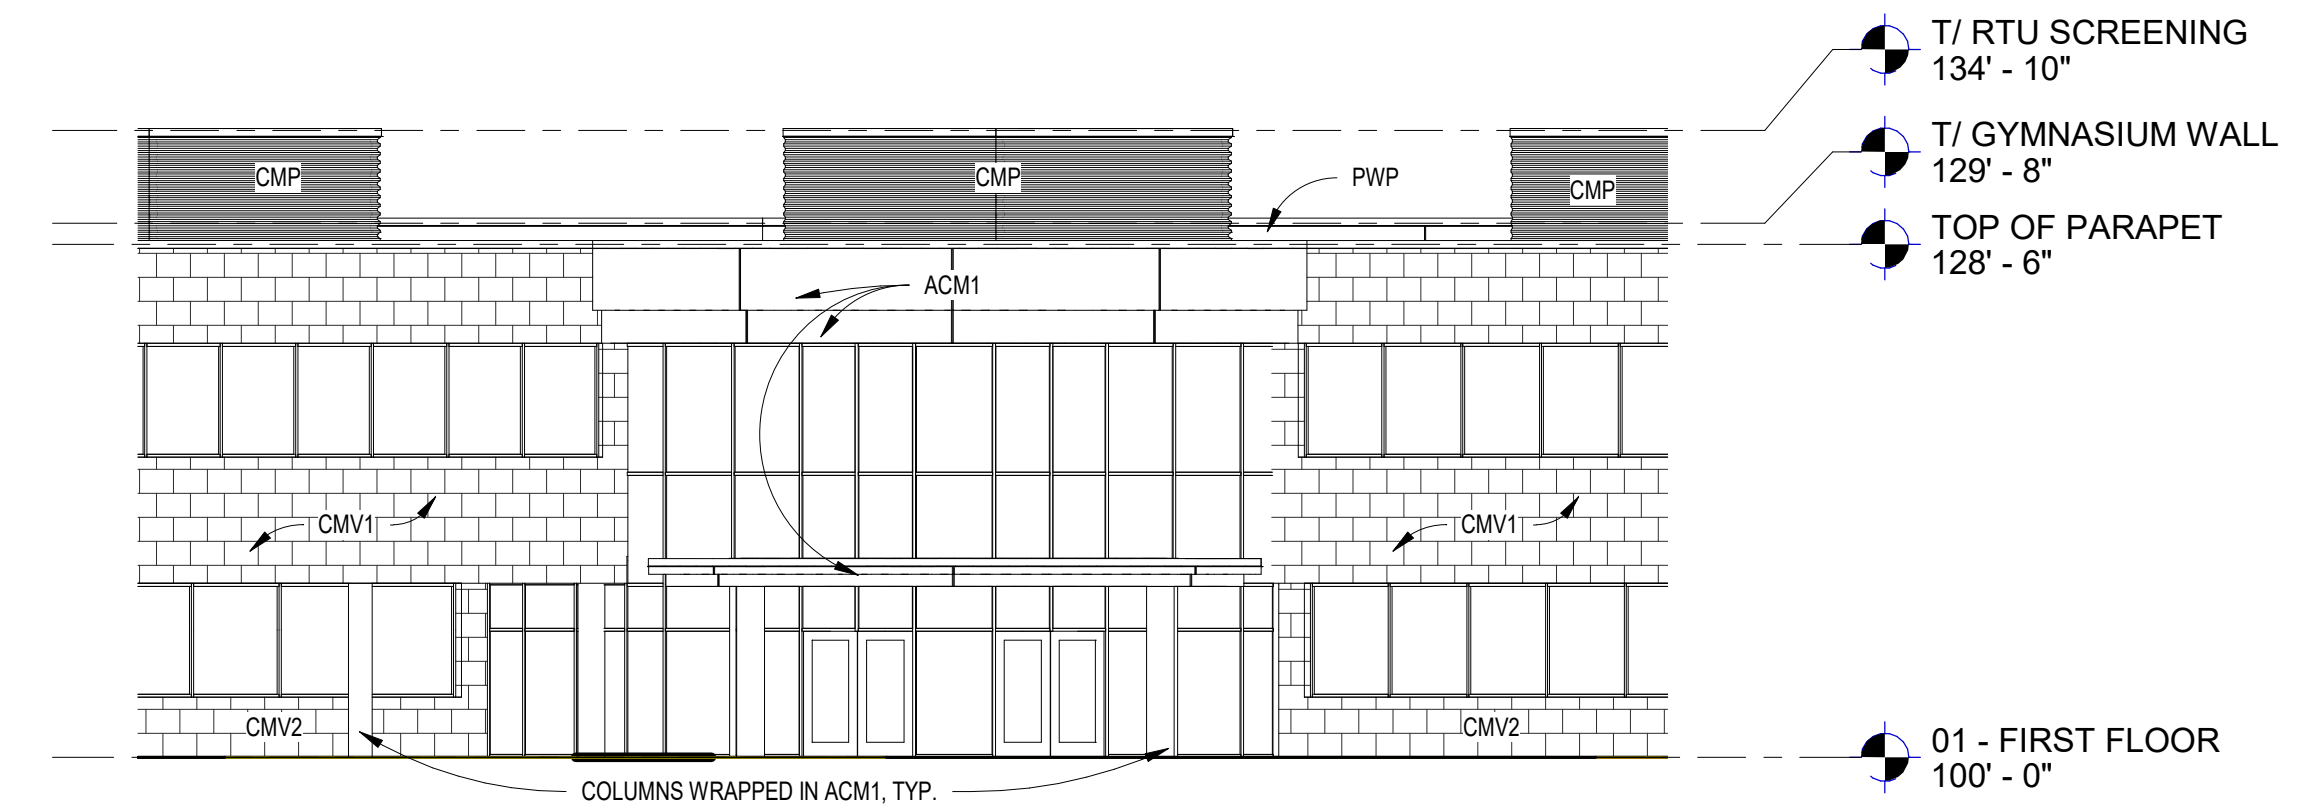 T/ RTU SCREENING
134' - 10"
T/ GYMNASIUM WALL
129' - 8"
CMP
CMP
PWP
CMP
TOP OF PARAPET
128' - 6"
ACM1
CMV1
CMV1
CMV2
CMV2
01 - FIRST FLOOR
100' - 0"
COLUMNS WRAPPED IN ACM1, TYP.